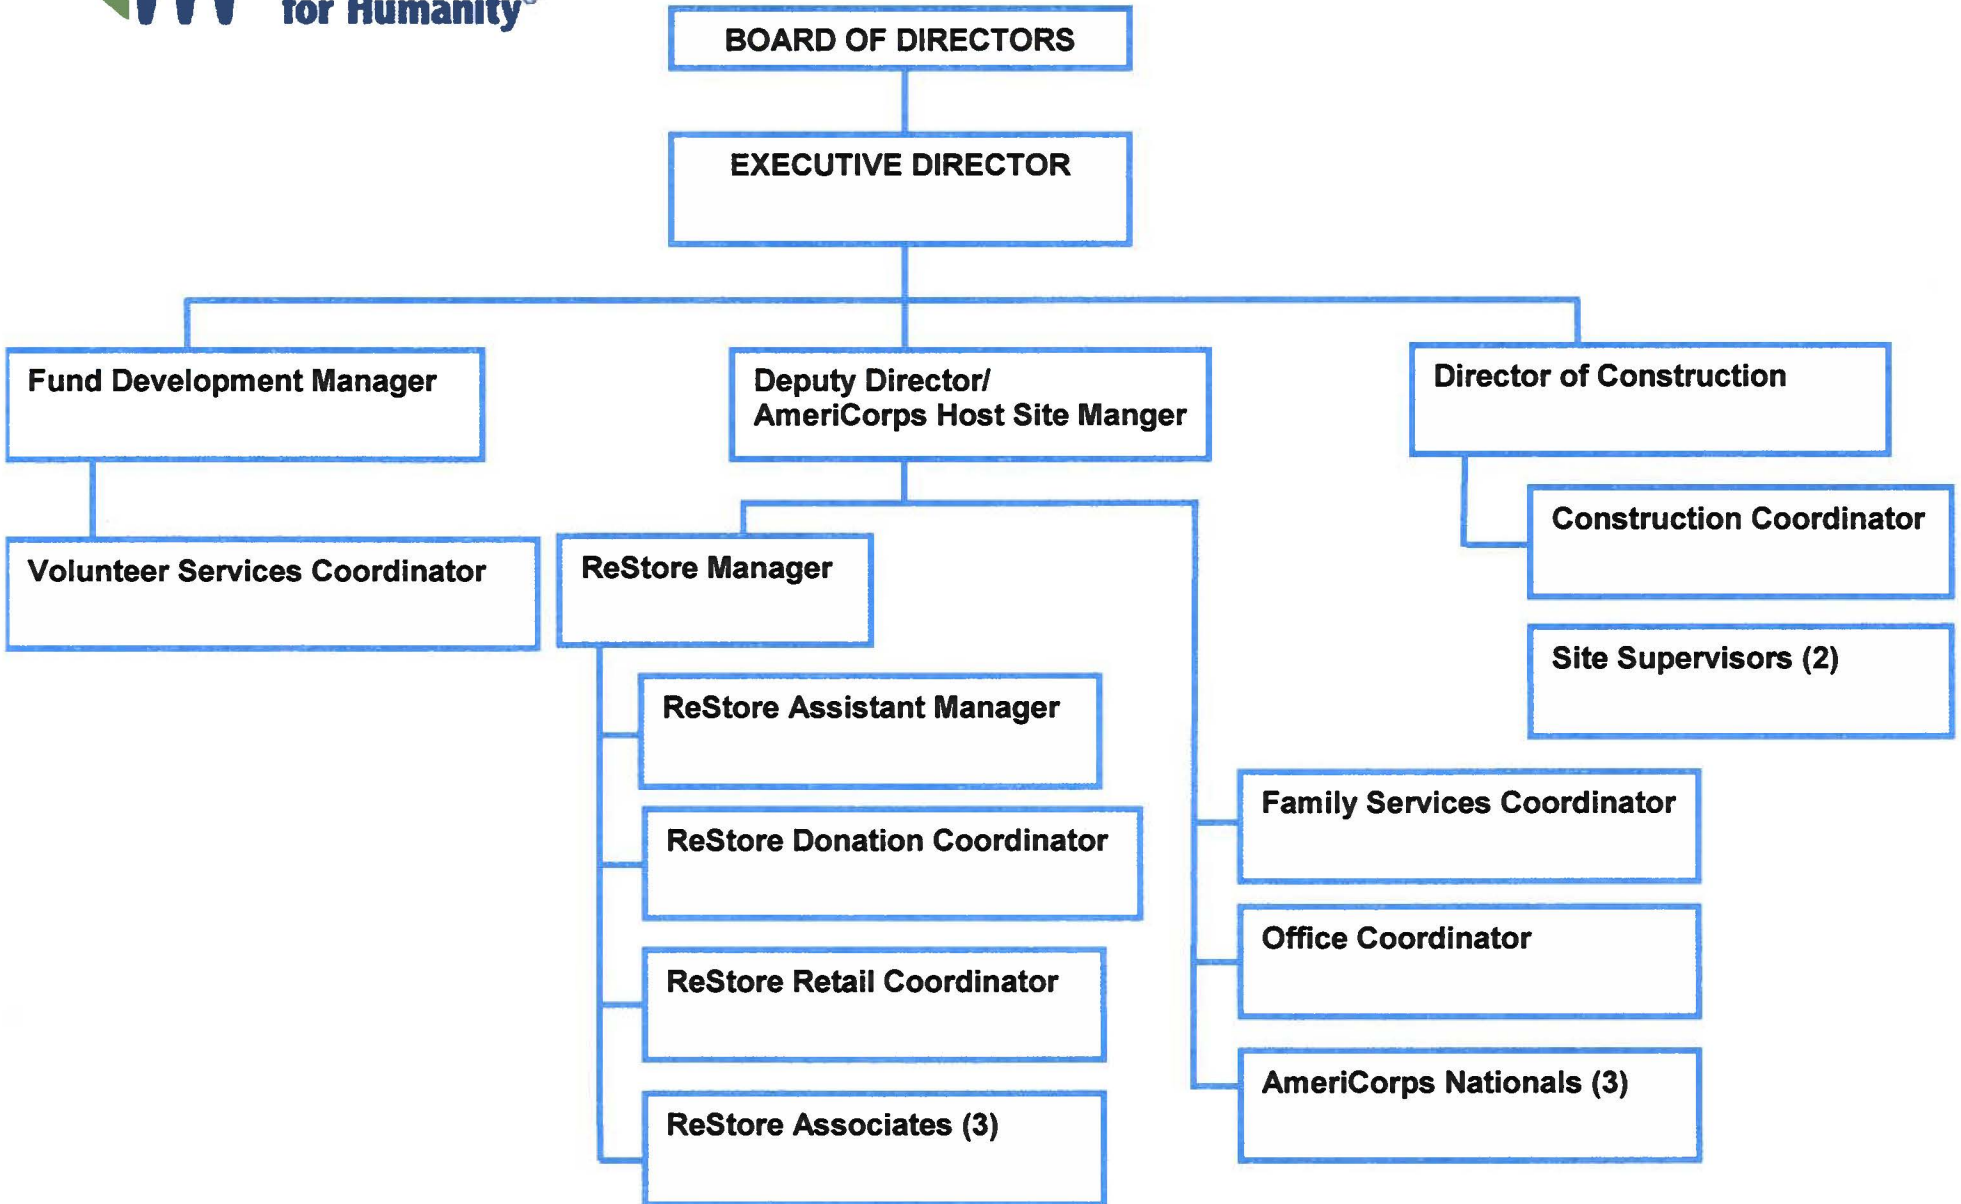 for Humanity®
BOARD OF DIRECTORS
EXECUTIVE DIRECTOR
Fund Development Manager
Deputy Director/
AmeriCorps Host Site Manger
Director of Construction
Construction Coordinator
Volunteer Services Coordinator
ReStore Manager
Site Supervisors (2)
ReStore Assistant Manager
Family Services Coordinator
ReStore Donation Coordinator
Office Coordinator
ReStore Retail Coordinator
AmeriCorps Nationals (3)
ReStore Associates (3)